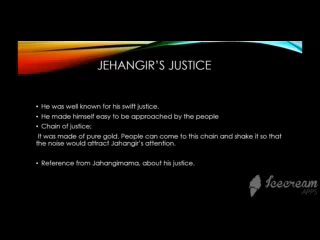 JEHANGIR'S JUSTICE
• He was well known for his swift justice.
• He made himself easy to be approached by the people
• Chain of justice:
It was made of pure gold. People can come to this chain and shake it so that
the noise would attract Jahangir's attention.
• Reference from Jahangirnama, about his justice.
Icecream
APPS